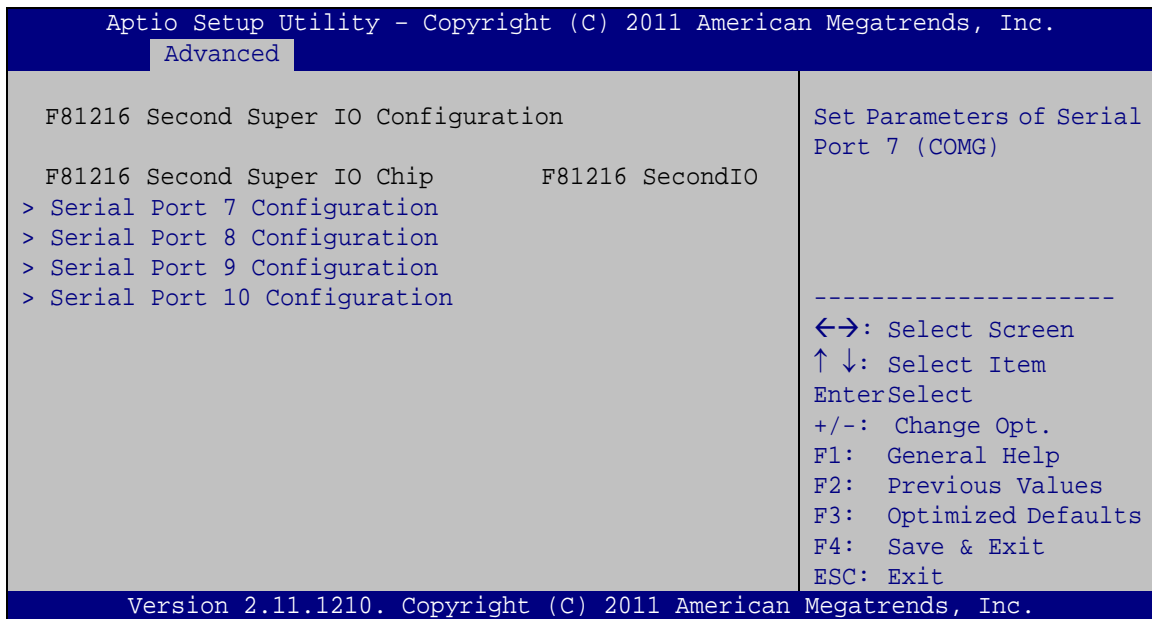 Aptio Setup Utility – Copyright (C) 2011 American Megatrends, Inc.
Advanced
F81216 Second Super IO Configuration
F81216 Second Super IO Chip F81216 SecondIO
> Serial Port 7 Configuration
> Serial Port 8 Configuration
> Serial Port 9 Configuration
> Serial Port 10 Configuration
Set Parameters of Serial
Port 7 (COMG)
---------------------
←→: Select Screen
↑ ↓: Select Item
EnterSelect
+/-: Change Opt.
F1: General Help
F2: Previous Values
F3: Optimized Defaults
F4: Save & Exit
ESC: Exit
Version 2.11.1210. Copyright (C) 2011 American Megatrends, Inc.